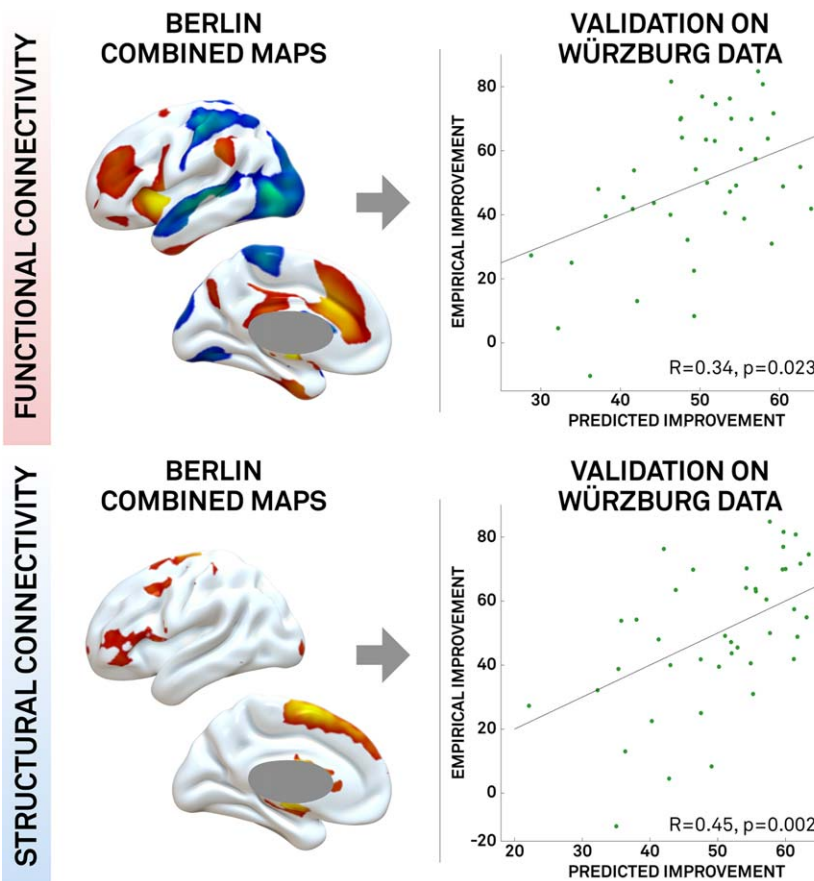 FUNCTIONAL CONNECTIVITY
BERLIN
COMBINED MAPS
VALIDATION ON
WÜRZBURG DATA
EMPIRICAL IMPROVEMENT
80
60
40
20
0
R=0.34, p=0.023
30
40
50
60
PREDICTED IMPROVEMENT
STRUCTURAL CONNECTIVITY
BERLIN
COMBINED MAPS
VALIDATION ON
WÜRZBURG DATA
EMPIRICAL IMPROVEMENT
80
60
40
20
0
-20
R=0.45, p=0.002
20
30
40
50
60
PREDICTED IMPROVEMENT